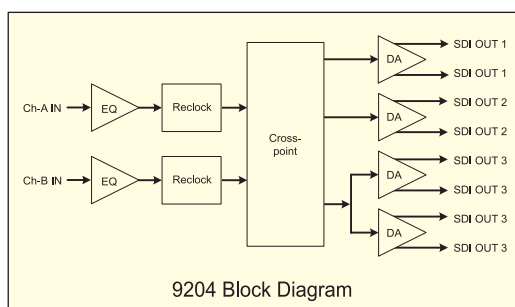 Ch-A IN
EQ
Reclock
Ch-B IN
EQ
Reclock
Cross-
point
DA
SDI OUT 1
SDI OUT 1
DA
SDI OUT 2
SDI OUT 2
DA
SDI OUT 3
SDI OUT 3
DA
SDI OUT 3
SDI OUT 3
9204 Block Diagram